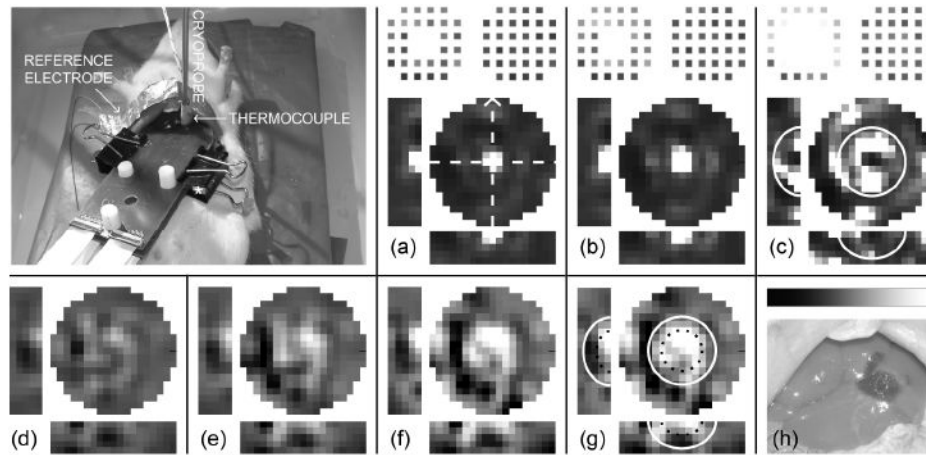 REFERENCE
ELECTRODE
CRYOPROBE
THERMOCOUPLE
*
(a)
(b)
(c)
(d)
(e)
(f)
(g)
(h)